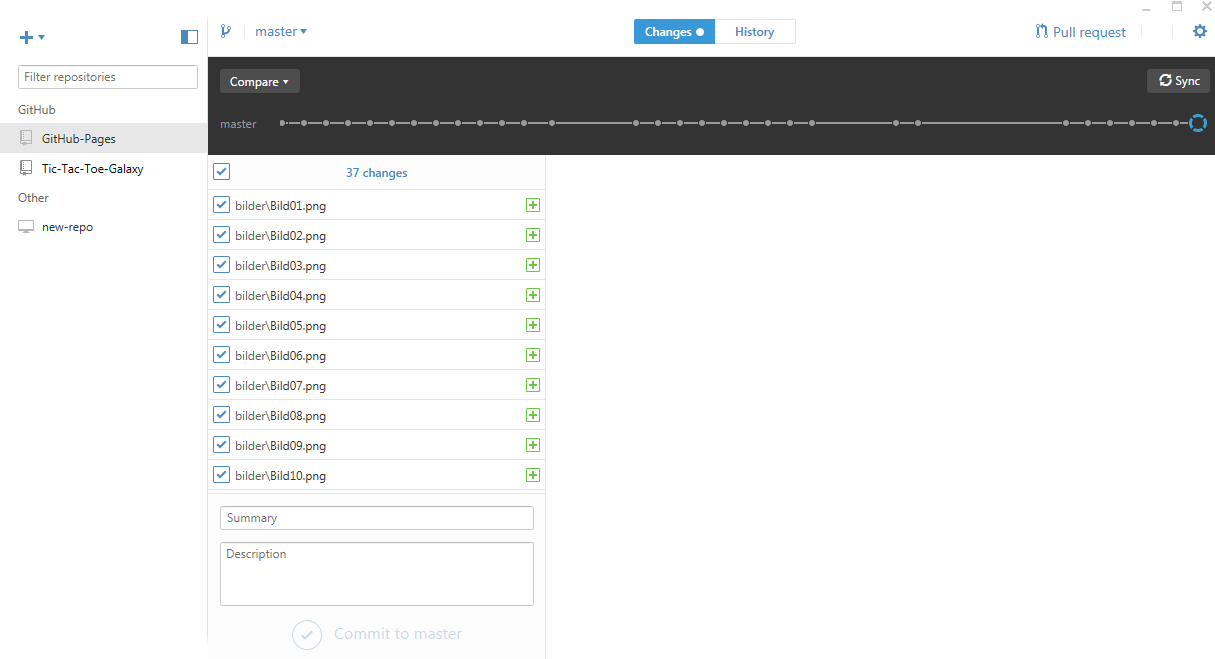 master
Changes
History
Pull request
Filter repositories
Compare
Sync
GitHub
master
GitHub-Pages
Tic-Tac-Toe-Galaxy
Other
new-repo
37 changes
bilder\Bild01.png
bilder\Bild02.png
bilder\Bild03.png
bilder\Bild04.png
bilder\Bild05.png
bilder\Bild06.png
bilder\Bild07.png
bilder\Bild08.png
bilder\Bild09.png
bilder\Bild10.png
Summary
Description
Commit to master